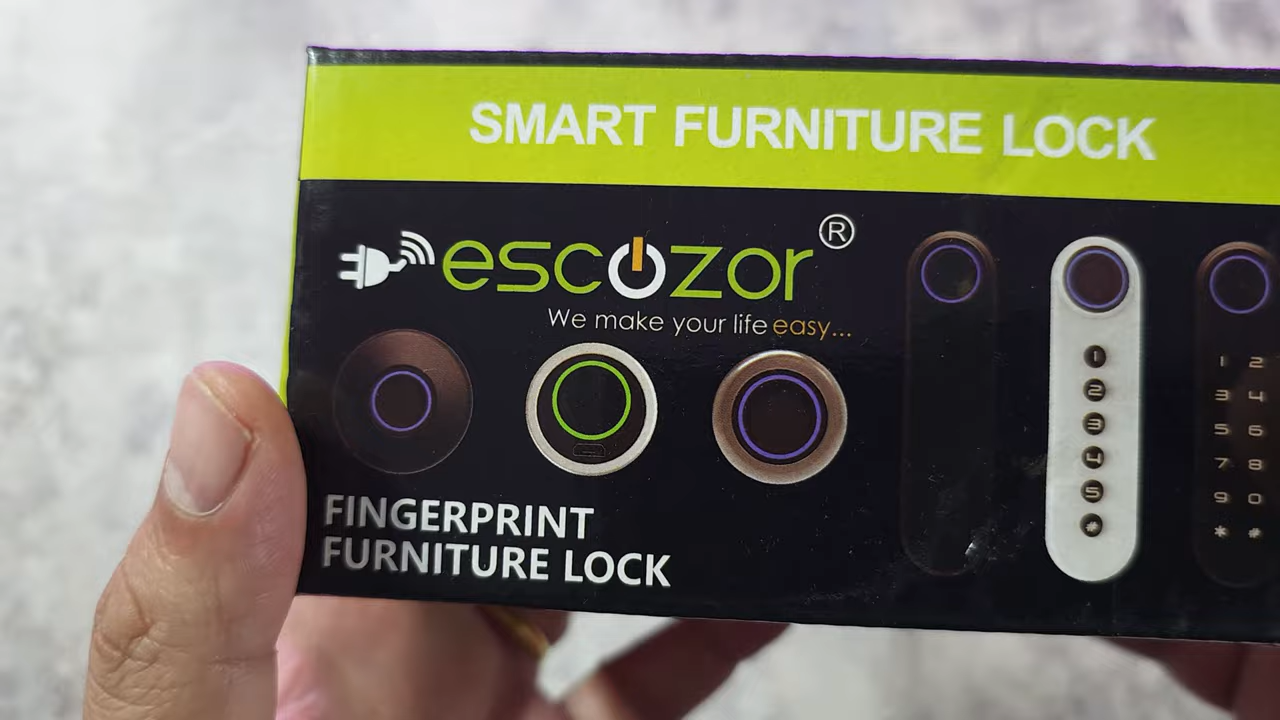 SMART FURNITURE LOCK
escozor®
We make your life easy...
FINGERPRINT
FURNITURE LOCK
1
2
3
4
5
#
1 2
3 4
5 6
7 8
9 0
* #